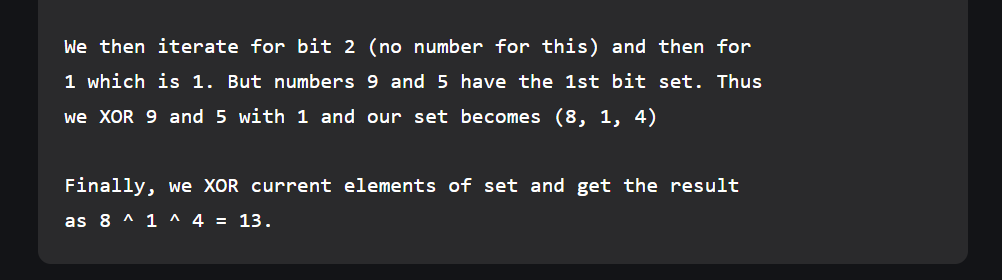 We then iterate for bit 2 (no number for this) and then for
1 which is 1. But numbers 9 and 5 have the 1st bit set. Thus
we XOR 9 and 5 with 1 and our set becomes (8, 1, 4)
Finally, we XOR current elements of set and get the result
as 8 ^ 1 ^ 4 = 13.